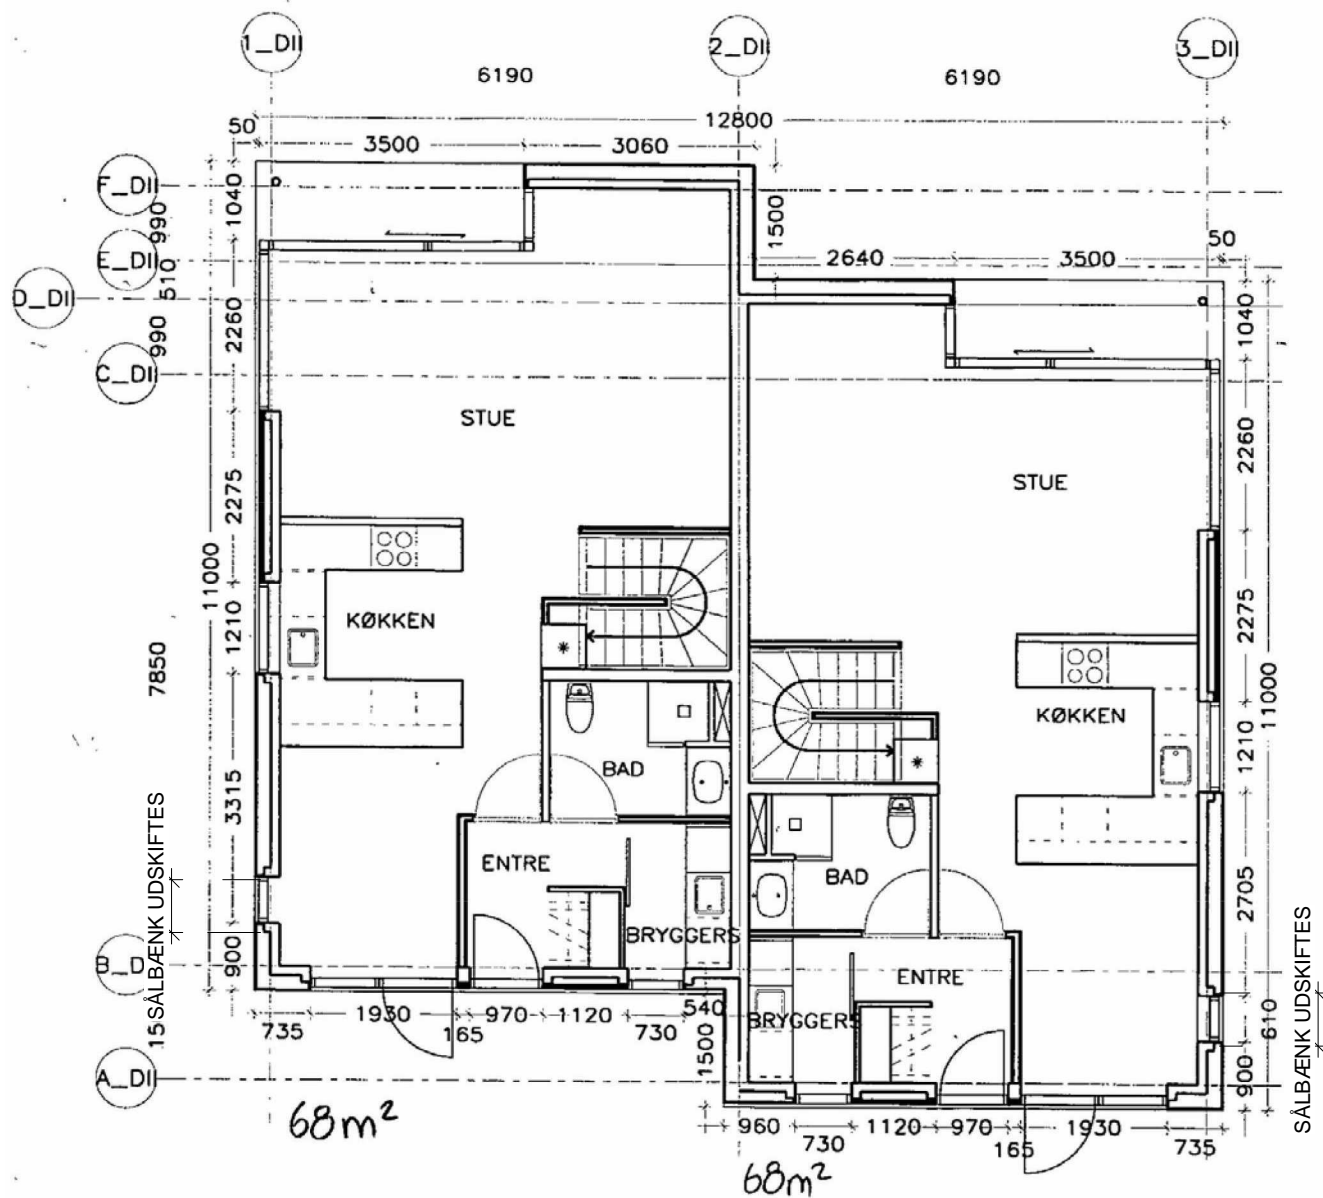 1_DII
2_DII
3_DII
6190
6190
12800
50
3500
3060
F_DII
1040
990
1500
50
E_DII
2640
3500
510
D_DII
2260
1040
990
C_DII
STUE
2260
STUE
2275
11000
2275
KØKKEN
1210
7850
11000
KØKKEN
1210
BAD
3315
SÅLBÆNK UDSKIFTES
ENTRE
BAD
2705
BRYGGERS
SÅLBÆNK UDSKIFTES
900
B_D
ENTRE
15
735
1930
165
970
1120
730
540
BRYGGERS
610
1500
900
A_DII
68m²
960
730
1120
970
165
1930
735
68m²